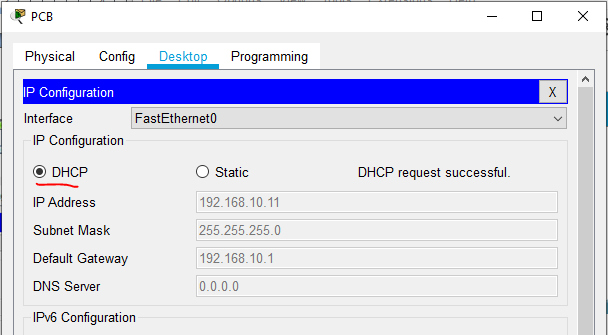 PCB
Physical Config Desktop Programming
IP Configuration X
Interface FastEthernet0
IP Configuration
DHCP Static DHCP request successful.
IP Address 192.168.10.11
Subnet Mask 255.255.255.0
Default Gateway 192.168.10.1
DNS Server 0.0.0.0
IPv6 Configuration